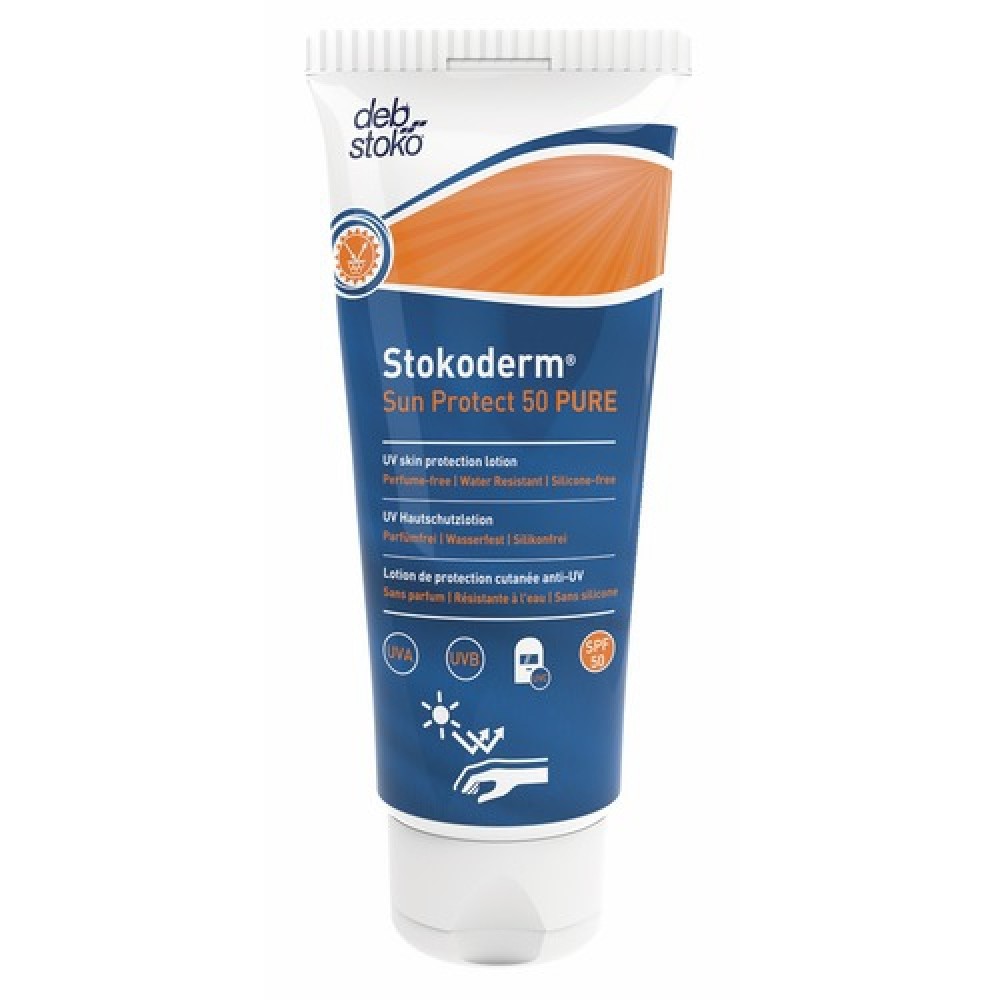 deb
stoko
Stokoderm®
Sun Protect 50 PURE
UV skin protection lotion
Perfume-free | Water Resistant | Silicone-free
UV Hautschutzlotion
Parfümfrei | Wasserfest | Silikonfrei
Lotion de protection cutanée anti-UV
Sans parfum | Résistante à l'eau | Sans silicone
UVA
UVB
UVC
SPF
50